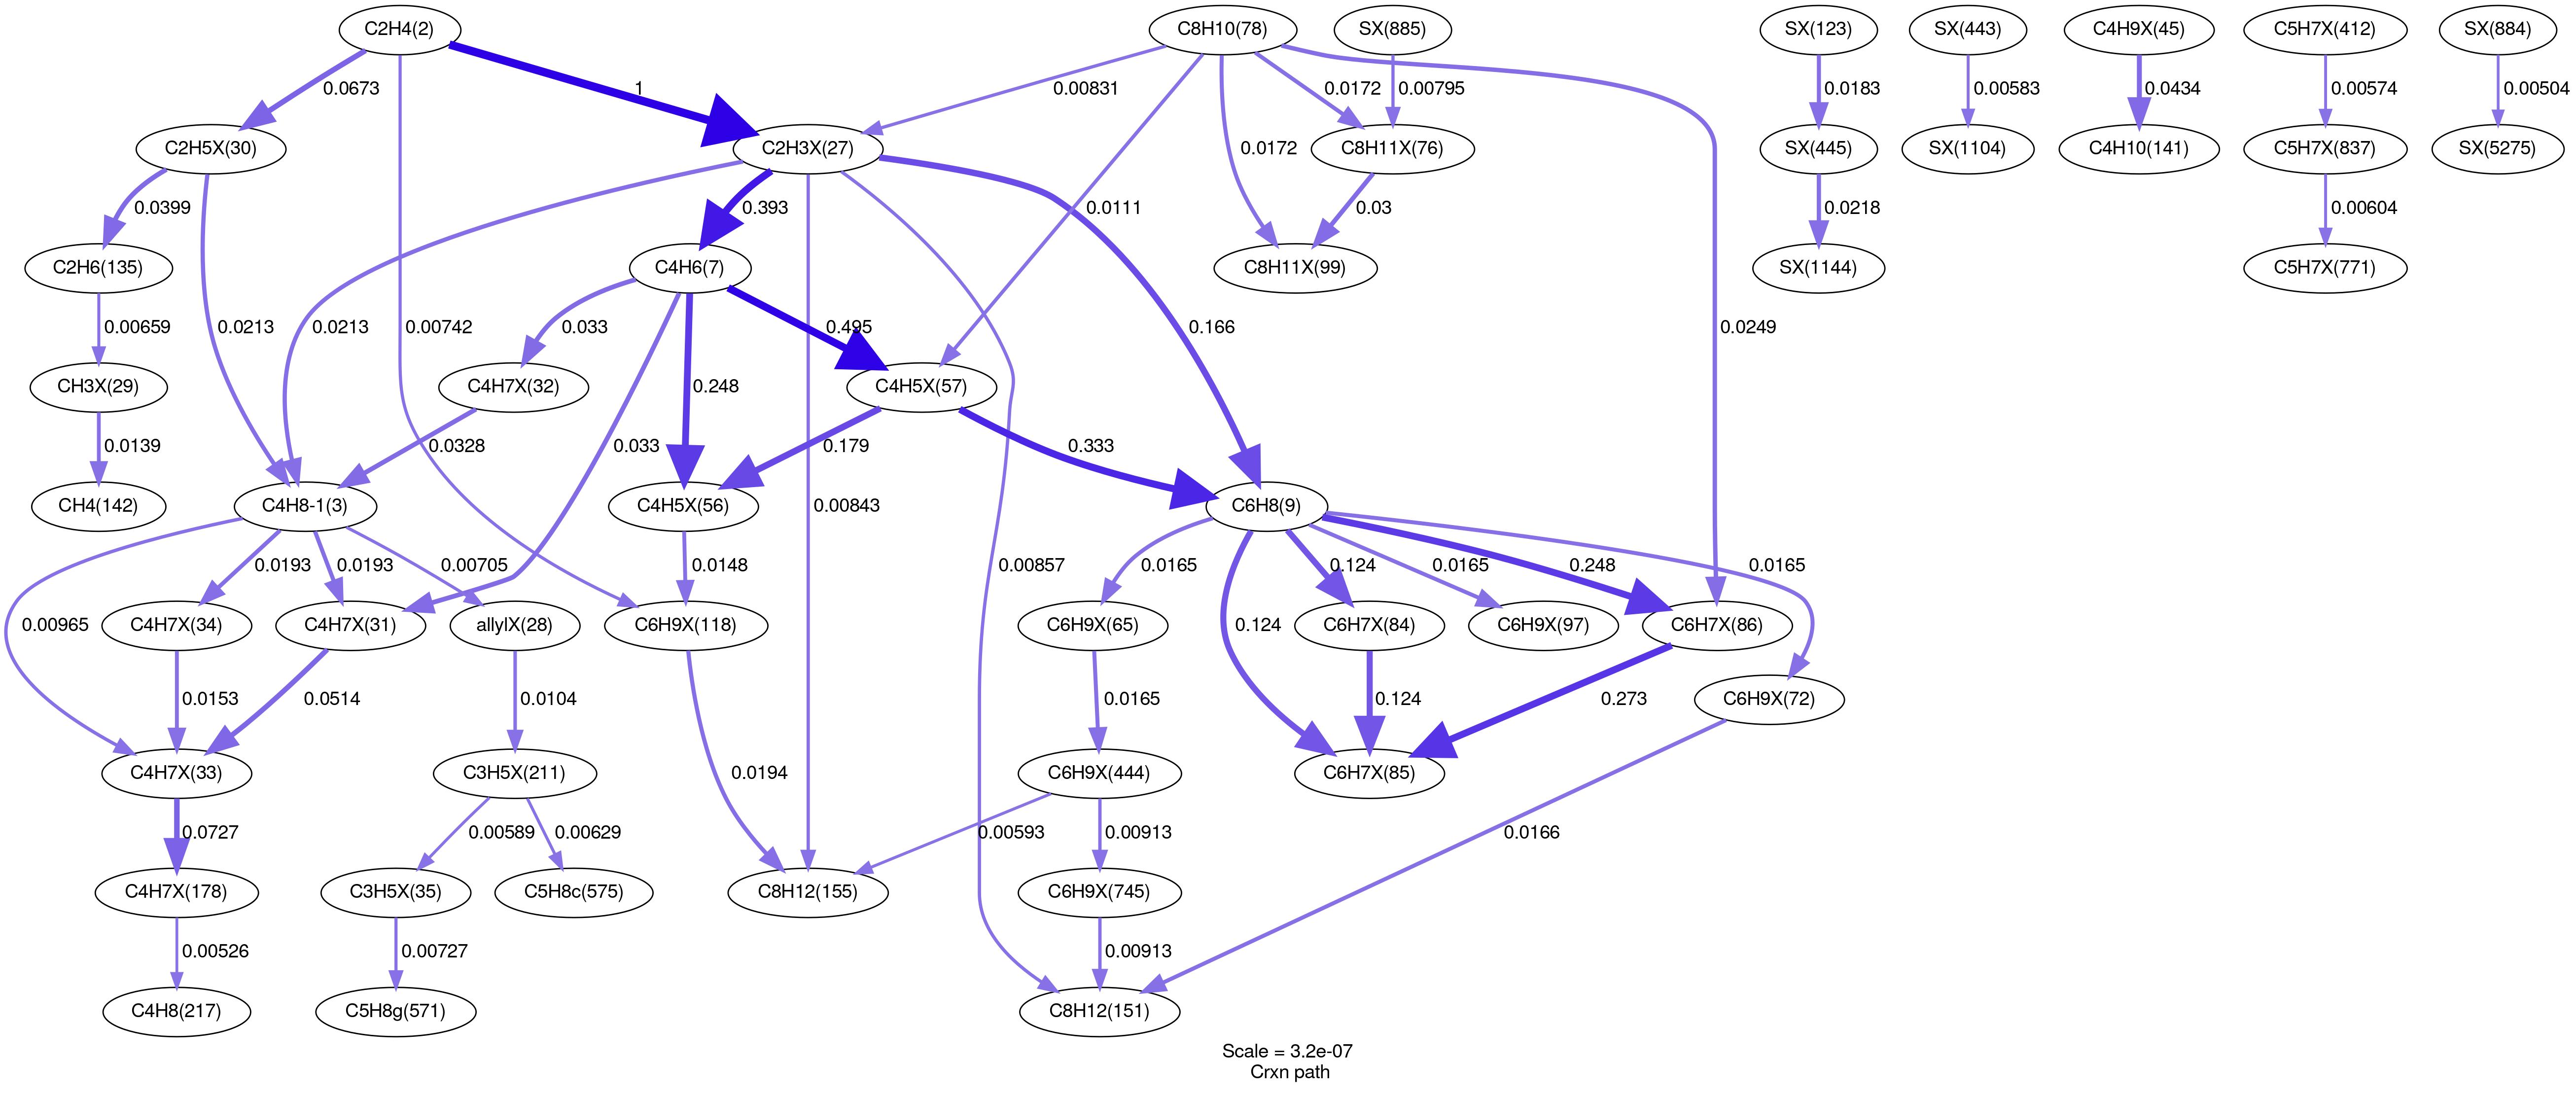 C2H4(2)
C8H10(78)
SX(885)
SX(123)
SX(443)
C4H9X(45)
C5H7X(412)
SX(884)
0.0673
1
0.00831
0.0172
0.00795
0.0183
0.00583
0.0434
0.00574
0.00504
C2H5X(30)
C2H3X(27)
0.0172
C8H11X(76)
SX(445)
SX(1104)
C4H10(141)
C5H7X(837)
SX(5275)
0.0399
0.393
0.0111
0.03
0.0218
0.00604
C2H6(135)
C4H6(7)
C8H11X(99)
SX(1144)
C5H7X(771)
0.00659
0.0213
0.0213
0.00742
0.033
0.495
0.166
0.0249
CH3X(29)
C4H7X(32)
0.248
C4H5X(57)
0.0139
0.0328
0.033
0.179
0.333
CH4(142)
C4H8-1(3)
C4H5X(56)
0.00843
C6H8(9)
0.0193
0.0193
0.00705
0.0148
0.00857
0.0165
0.124
0.0165
0.248
0.0165
0.00965
C4H7X(34)
C4H7X(31)
allylX(28)
C6H9X(118)
C6H9X(65)
0.124
C6H7X(84)
C6H9X(97)
C6H7X(86)
0.0153
0.0514
0.0104
0.0165
0.124
0.273
C6H9X(72)
C4H7X(33)
C3H5X(211)
0.0194
C6H9X(444)
C6H7X(85)
0.0727
0.00589
0.00629
0.00593
0.00913
0.0166
C4H7X(178)
C3H5X(35)
C5H8c(575)
C8H12(155)
C6H9X(745)
0.00526
0.00727
0.00913
C4H8(217)
C5H8g(571)
C8H12(151)
Scale = 3.2e-07
Crxn path